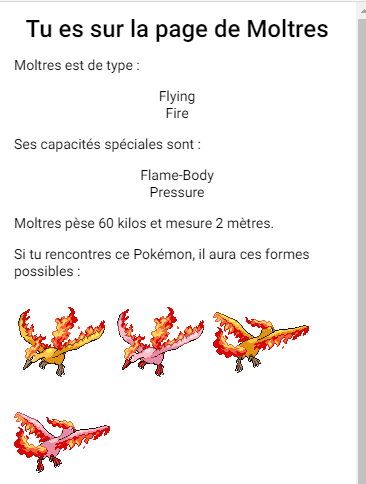 Tu es sur la page de Moltres
Moltres est de type :
Flying
Fire
Ses capacités spéciales sont :
Flame-Body
Pressure
Moltres pèse 60 kilos et mesure 2 mètres.
Si tu rencontres ce Pokémon, il aura ces formes
possibles :